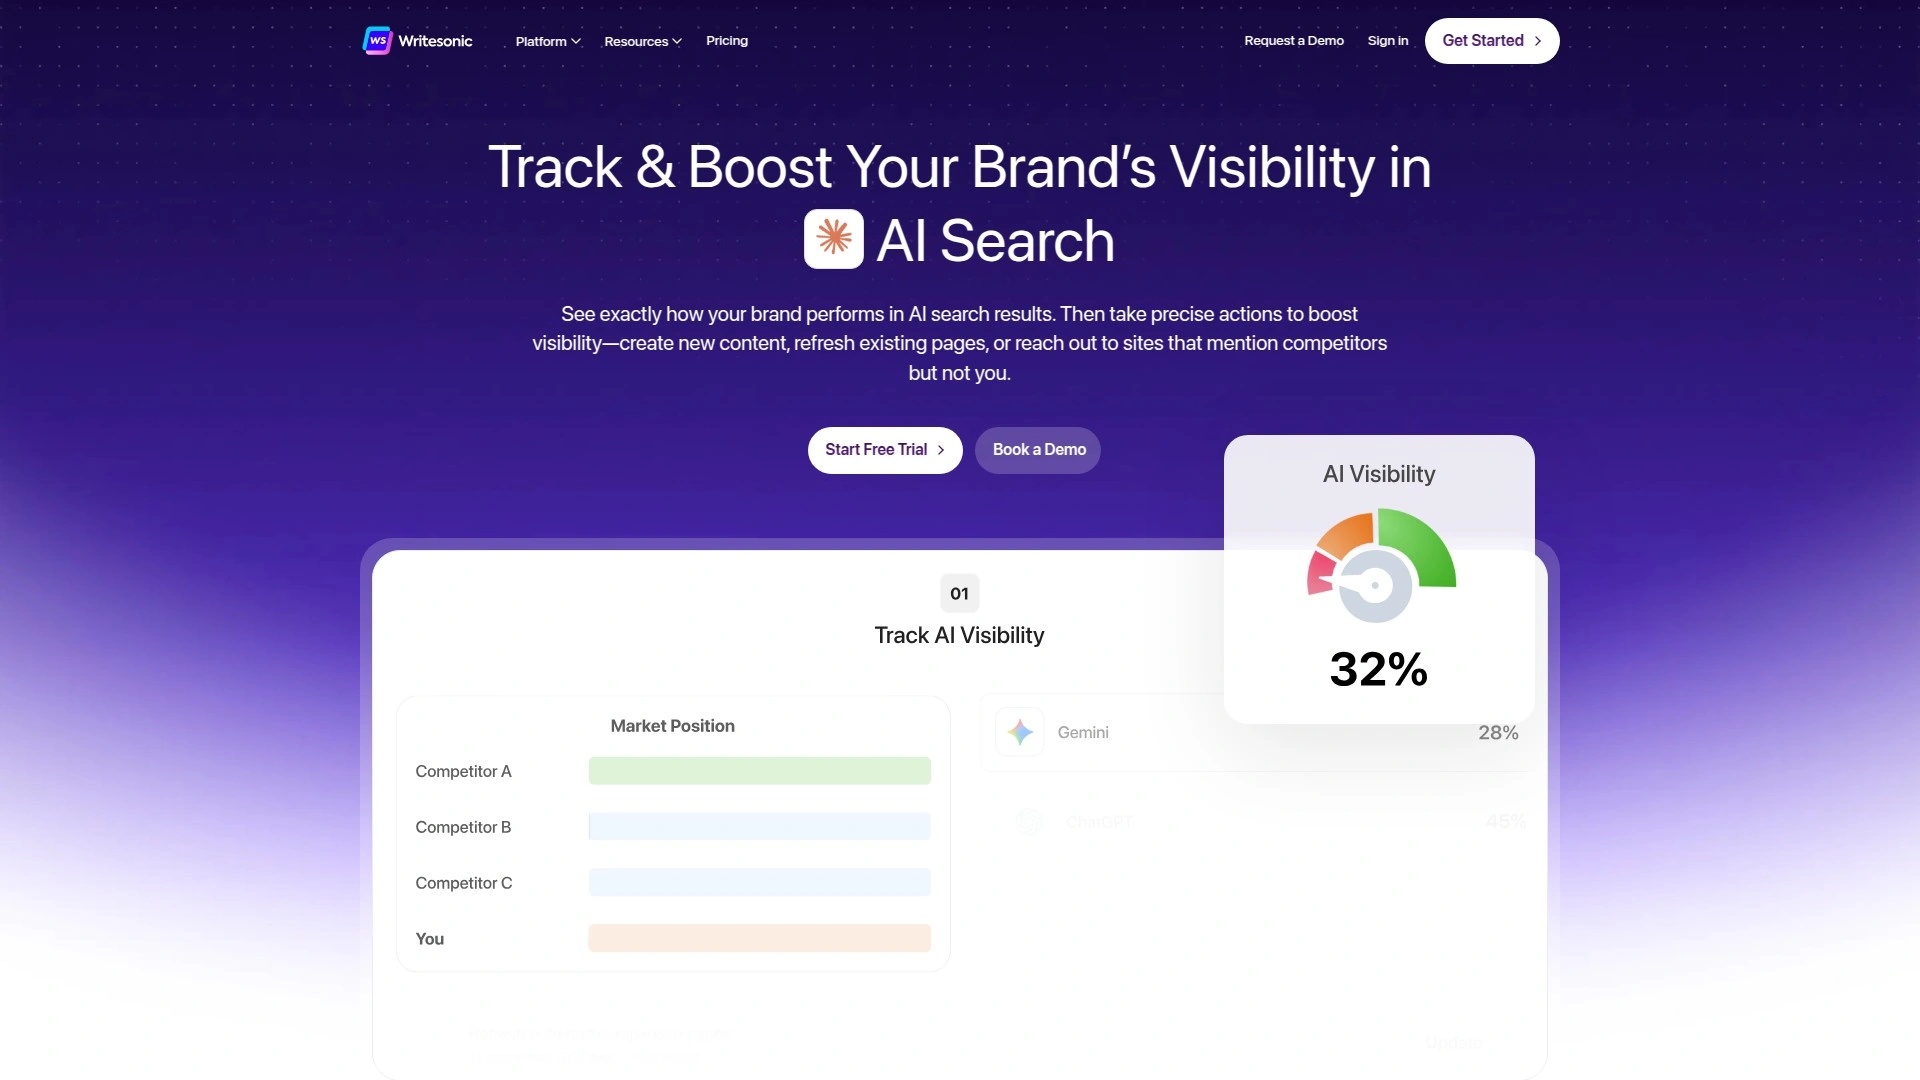 WS Writesonic
Platform
Resources
Pricing
Request a Demo
Sign in
Get Started
Track & Boost Your Brand’s Visibility in
AI Search
See exactly how your brand performs in AI search results. Then take precise actions to boost
visibility—create new content, refresh existing pages, or reach out to sites that mention competitors
but not you.
Start Free Trial
Book a Demo
AI Visibility
32%
01
Track AI Visibility
Market Position
Competitor A
Competitor B
Competitor C
You
Gemini
28%
ChatGPT
45%
Update